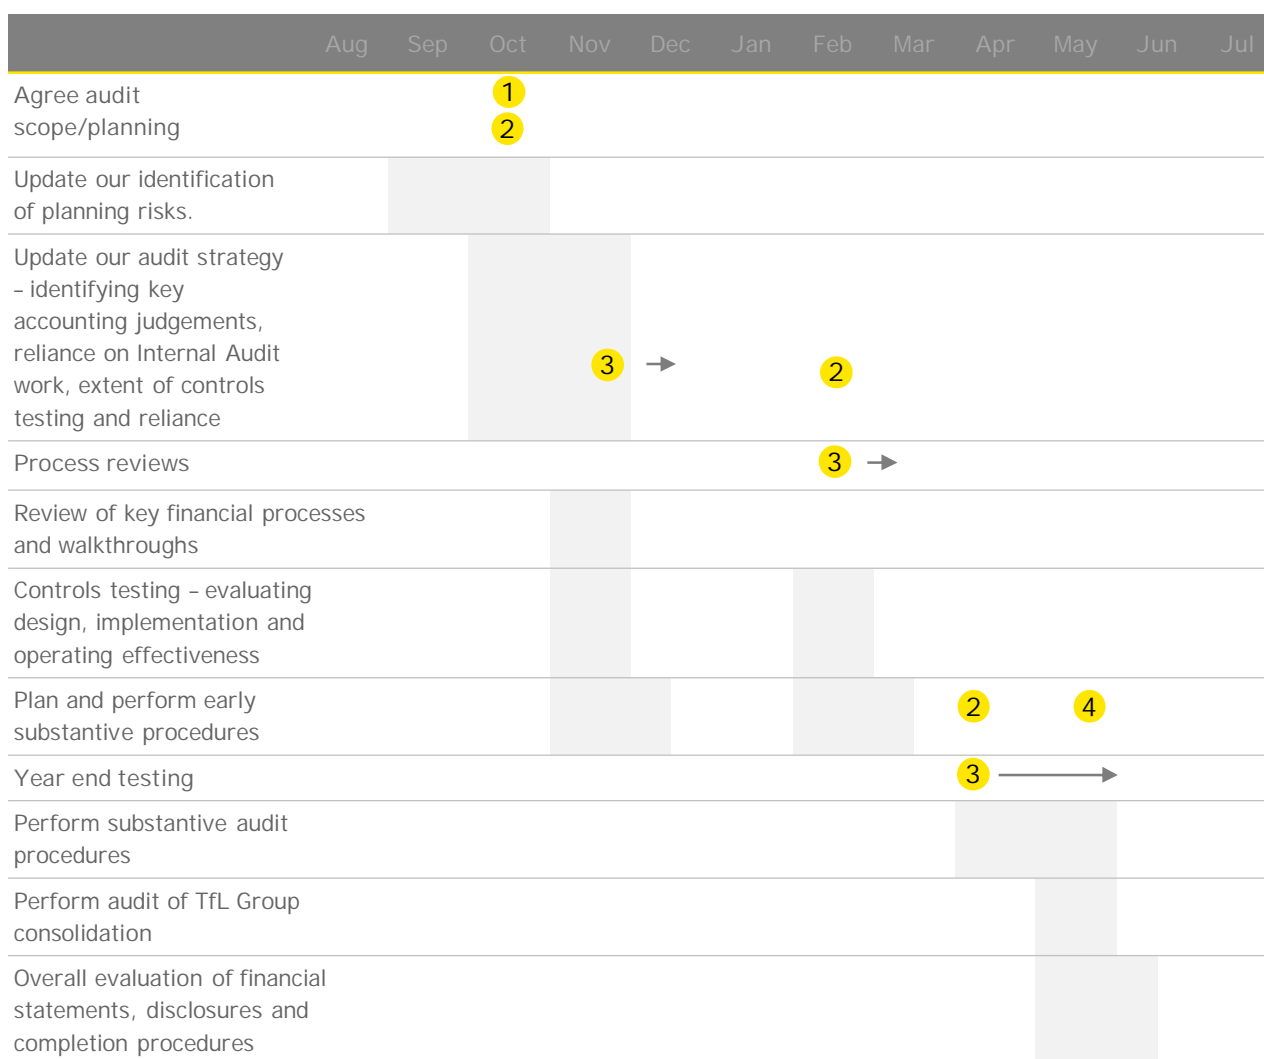 Aug Sep Oct Nov Dec Jan Feb Mar Apr May Jun Jul
Agree audit 1
scope/planning 2
Update our identification
of planning risks.
Update our audit strategy
– identifying key
accounting judgements,
reliance on Internal Audit
work, extent of controls
testing and reliance
3 2
Process reviews 3
Review of key financial processes
and walkthroughs
Controls testing – evaluating
design, implementation and
operating effectiveness
Plan and perform early
substantive procedures
2 4
Year end testing 3
Perform substantive audit
procedures
Perform audit of TfL Group
consolidation
Overall evaluation of financial
statements, disclosures and
completion procedures